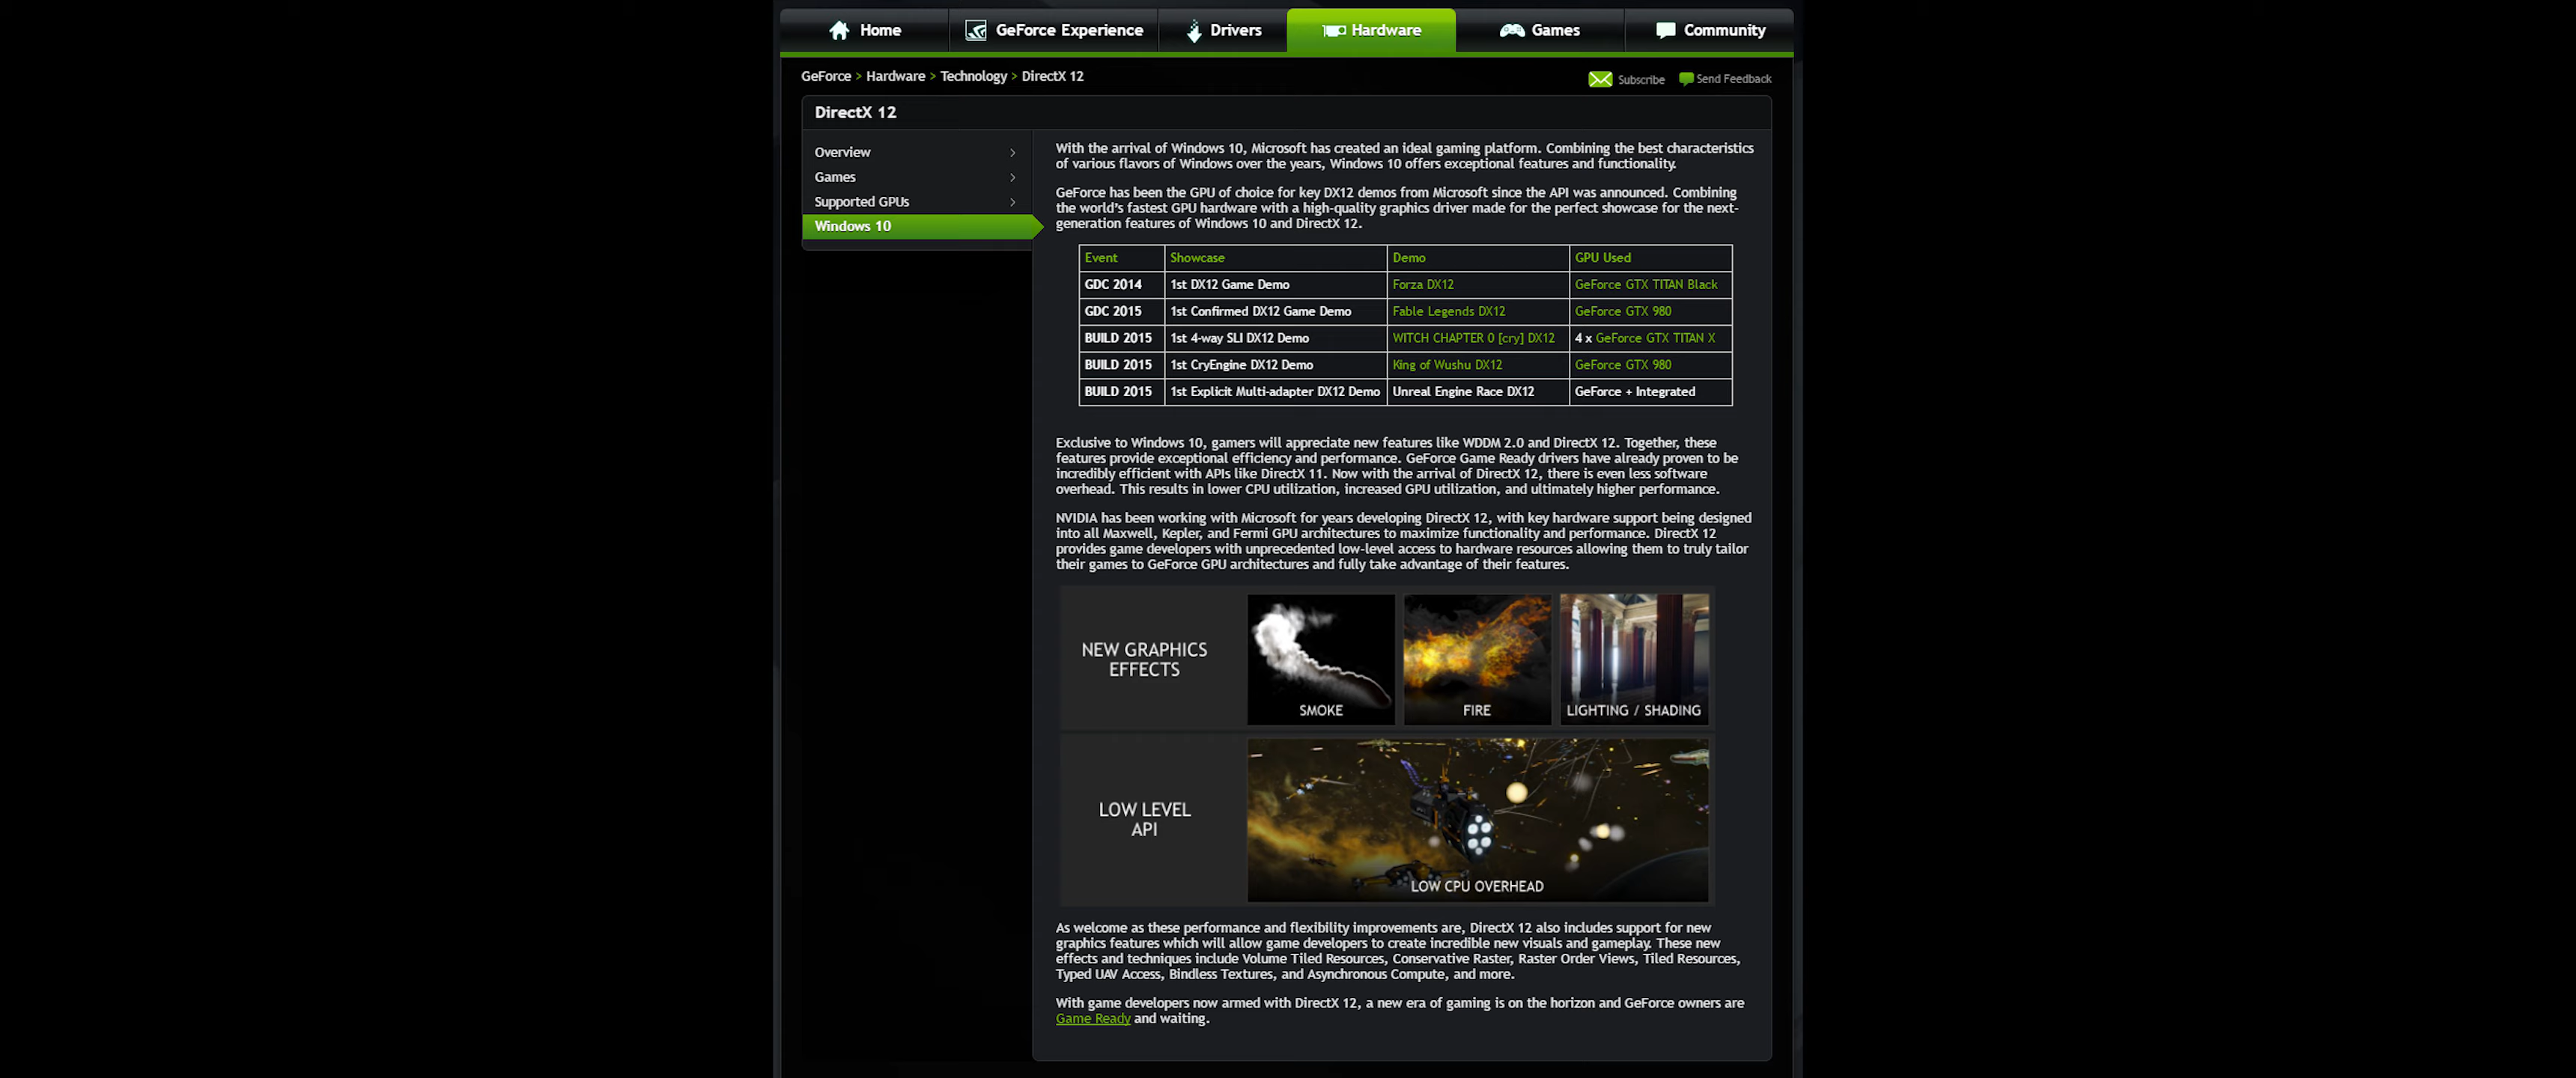 Home GeForce Experience Drivers Hardware Games Community
GeForce > Hardware > Technology > DirectX 12
Subscribe Send Feedback
DirectX 12
Overview
Games
Supported GPUs
Windows 10
With the arrival of Windows 10, Microsoft has created an ideal gaming platform. Combining the best characteristics
of various flavors of Windows over the years, Windows 10 offers exceptional features and functionality.
GeForce has been the GPU of choice for key DX12 demos from Microsoft since the API was announced. Combining
the world's fastest GPU hardware with a high-quality graphics driver made for the perfect showcase for the next-
generation features of Windows 10 and DirectX 12.
Event Showcase Demo GPU Used
GDC 2014 1st DX12 Game Demo Forza DX12 GeForce GTX TITAN Black
GDC 2015 1st Confirmed DX12 Game Demo Fable Legends DX12 GeForce GTX 980
BUILD 2015 1st 4-way SLI DX12 Demo WITCH CHAPTER 0 [cry] DX12 4 x GeForce GTX TITAN X
BUILD 2015 1st CryEngine DX12 Demo King of Wushu DX12 GeForce GTX 980
BUILD 2015 1st Explicit Multi-adapter DX12 Demo Unreal Engine Race DX12 GeForce + Integrated
Exclusive to Windows 10, gamers will appreciate new features like WDDM 2.0 and DirectX 12. Together, these
features provide exceptional efficiency and performance. GeForce Game Ready drivers have already proven to be
incredibly efficient with APIs like DirectX 11. Now with the arrival of DirectX 12, there is even less software
overhead. This results in lower CPU utilization, increased GPU utilization, and ultimately higher performance.
NVIDIA has been working with Microsoft for years developing DirectX 12, with key hardware support being designed
into all Maxwell, Kepler, and Fermi GPU architectures to maximize functionality and performance. DirectX 12
provides game developers with unprecedented low-level access to hardware resources allowing them to truly tailor
their games to GeForce GPU architectures and fully take advantage of their features.
NEW GRAPHICS
EFFECTS
SMOKE FIRE LIGHTING / SHADING
LOW LEVEL
API
LOW CPU OVERHEAD
As welcome as these performance and flexibility improvements are, DirectX 12 also includes support for new
graphics features which will allow game developers to create incredible new visuals and gameplay. These new
effects and techniques include Volume Tiled Resources, Conservative Raster, Raster Order Views, Tiled Resources,
Typed UAV Access, Bindless Textures, and Asynchronous Compute, and more.
With game developers now armed with DirectX 12, a new era of gaming is on the horizon and GeForce owners are
Game Ready and waiting.